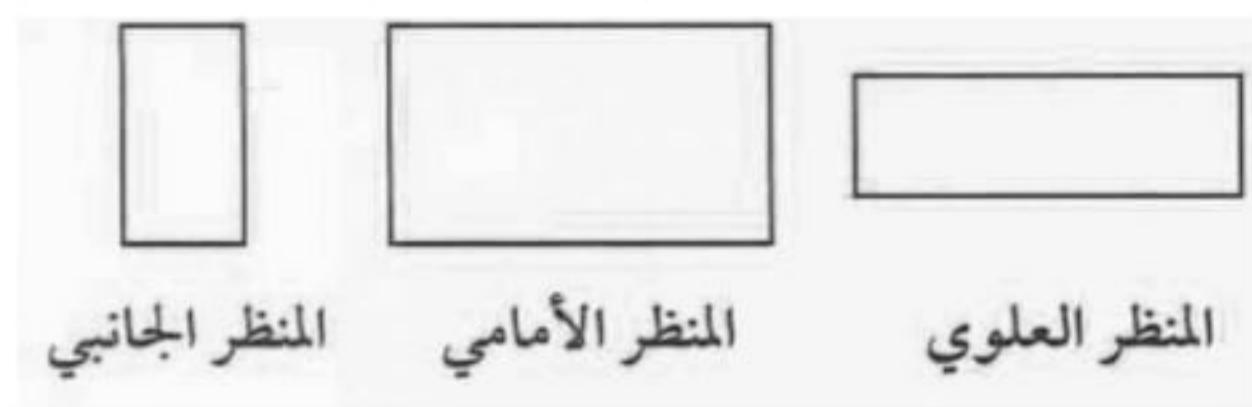 المنظر العلوي
المنظر الأمامي
المنظر الجانبي